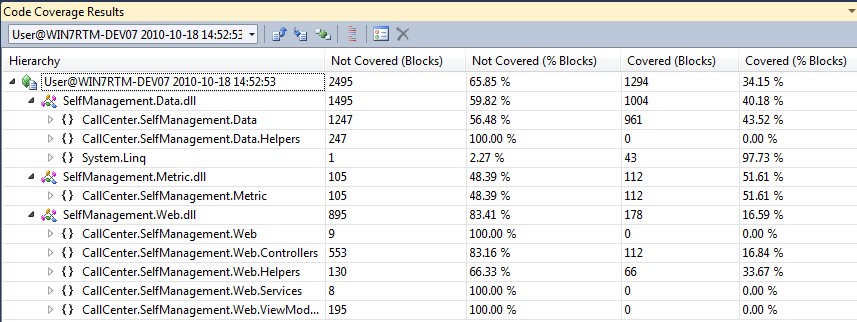 Code Coverage Results
User@WIN7RTM-DEV07 2010-10-18 14:52:53
Hierarchy Not Covered (Blocks) Not Covered (% Blocks) Covered (Blocks) Covered (% Blocks)
User@WIN7RTM-DEV07 2010-10-18 14:52:53 2495 65.85 % 1294 34.15 %
SelfManagement.Data.dll 1495 59.82 % 1004 40.18 %
{} CallCenter.SelfManagement.Data 1247 56.48 % 961 43.52 %
{} CallCenter.SelfManagement.Data.Helpers 247 100.00 % 0 0.00 %
{} System.Linq 1 2.27 % 43 97.73 %
SelfManagement.Metric.dll 105 48.39 % 112 51.61 %
{} CallCenter.SelfManagement.Metric 105 48.39 % 112 51.61 %
SelfManagement.Web.dll 895 83.41 % 178 16.59 %
{} CallCenter.SelfManagement.Web 9 100.00 % 0 0.00 %
{} CallCenter.SelfManagement.Web.Controllers 553 83.16 % 112 16.84 %
{} CallCenter.SelfManagement.Web.Helpers 130 66.33 % 66 33.67 %
{} CallCenter.SelfManagement.Web.Services 8 100.00 % 0 0.00 %
{} CallCenter.SelfManagement.Web.ViewMod... 195 100.00 % 0 0.00 %